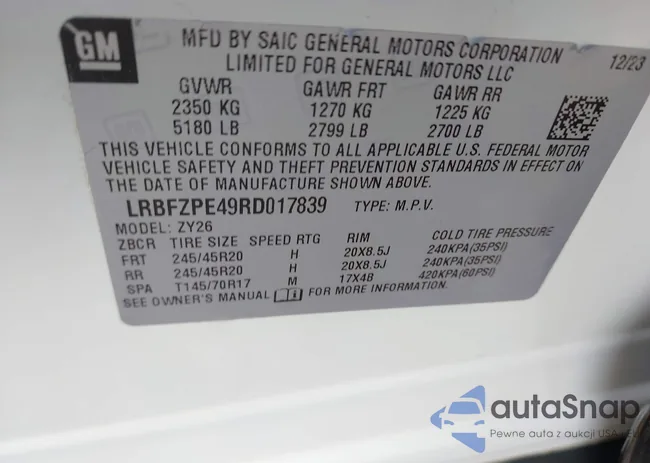 GM
MFD BY SAIC GENERAL MOTORS CORPORATION
LIMITED FOR GENERAL MOTORS LLC
12/23
GVWR GAWR FRT GAWR RR
2350 KG 1270 KG 1225 KG
5180 LB 2799 LB 2700 LB
THIS VEHICLE CONFORMS TO ALL APPLICABLE U.S. FEDERAL MOTOR
VEHICLE SAFETY AND THEFT PREVENTION STANDARDS IN EFFECT ON
THE DATE OF MANUFACTURE SHOWN ABOVE.
LRBFZPE49RD017839 TYPE: M.P.V.
MODEL: ZY26
ZBCR TIRE SIZE SPEED RTG RIM COLD TIRE PRESSURE
FRT 245/45R20 H 20X8.5J 240KPA(35PSI)
RR 245/45R20 H 20X8.5J 240KPA(35PSI)
SPA T145/70R17 M 17X4B 420KPA(60PSI)
SEE OWNER'S MANUAL FOR MORE INFORMATION.
autaSnap
Pewne auta z aukcji USA